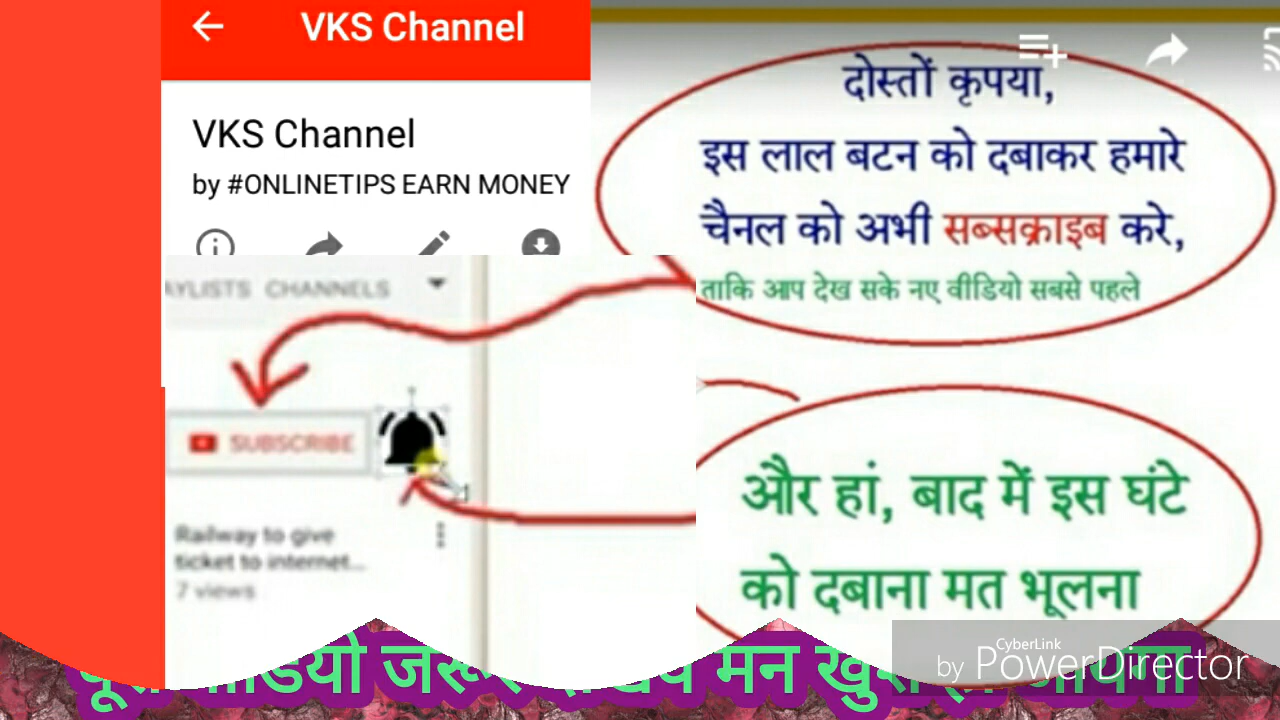 VKS Channel
VKS Channel
by #ONLINETIPS EARN MONEY
दोस्तों कृपया,
इस लाल बटन को दबाकर हमारे
चैनल को अभी सब्सक्राइब करे,
ताकि आप देख सके नए वीडियो सबसे पहले
AYLISTS CHANNELS
SUBSCRIBE
Railway to give
ticket to internet...
7 views
और हां, बाद में इस घंटे
को दबाना मत भूलना
मन
CyberLink
by PowerDirector